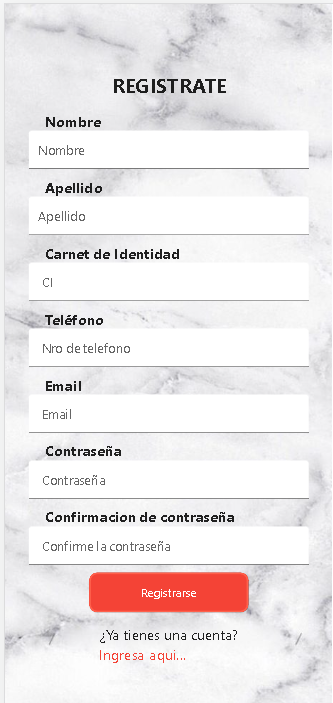 REGISTRATE
Nombre
Nombre
Apellido
Apellido
Carnet de Identidad
CI
Teléfono
Nro de telefono
Email
Email
Contraseña
Contraseña
Confirmacion de contraseña
Confirme la contraseña
Registrarse
¿Ya tienes una cuenta?
Ingresa aqui...